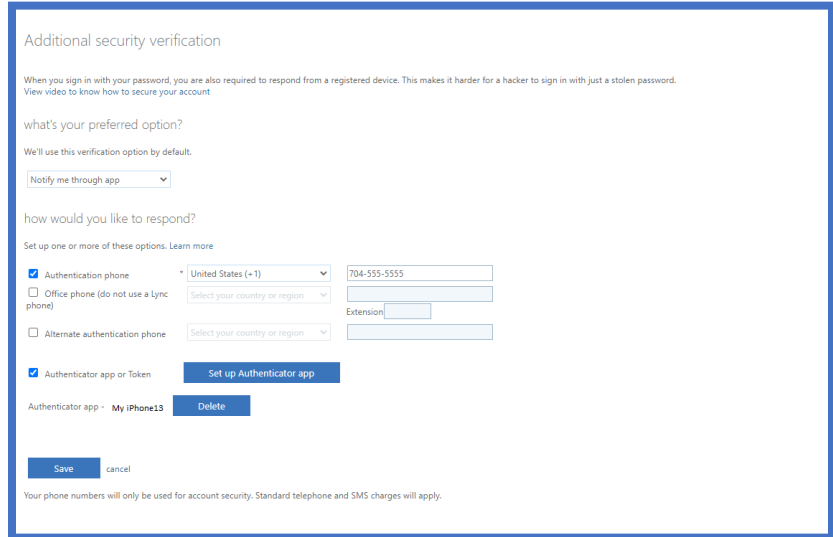 Additional security verification
When you sign in with your password, you are also required to respond from a registered device. This makes it harder for a hacker to sign in with just a stolen password.
View video to know how to secure your account
what's your preferred option?
We'll use this verification option by default.
Notify me through app
how would you like to respond?
Set up one or more of these options. Learn more
Authentication phone * United States (+1) 704-555-5555
Office phone (do not use a Lync Select your country or region
phone) Extension
Alternate authentication phone Select your country or region
Authenticator app or Token Set up Authenticator app
Authenticator app - My iPhone13 Delete
Save cancel
Your phone numbers will only be used for account security. Standard telephone and SMS charges will apply.